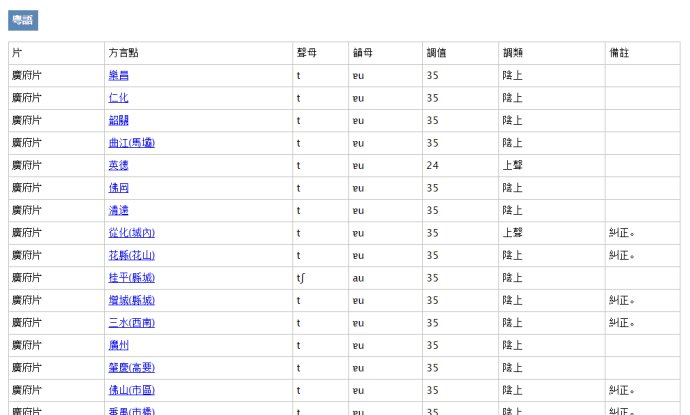 粵語
片 方言點 聲母 韻母 調值 調類 備註
廣府片 樂昌 t ɐu 35 陰上
廣府片 仁化 t ɐu 35 陰上
廣府片 韶關 t ɐu 35 陰上
廣府片 曲江(馬壩) t ɐu 35 陰上
廣府片 英德 t ɐu 24 上聲
廣府片 佛岡 t ɐu 35 陰上
廣府片 清遠 t ɐu 35 陰上
廣府片 從化(城內) t ɐu 35 上聲 糾正。
廣府片 花縣(花山) t ɐu 35 陰上 糾正。
廣府片 桂平(縣城) tʃ au 35 陰上
廣府片 增城(縣城) t ɐu 35 陰上 糾正。
廣府片 三水(西南) t ɐu 35 陰上 糾正。
廣府片 廣州 t ɐu 35 陰上
廣府片 肇慶(高要) t ɐu 35 陰上
廣府片 佛山(市區) t ɐu 35 陰上 糾正。
廣府片 番禺(市橋) t ɐu 35 陰上 糾正。